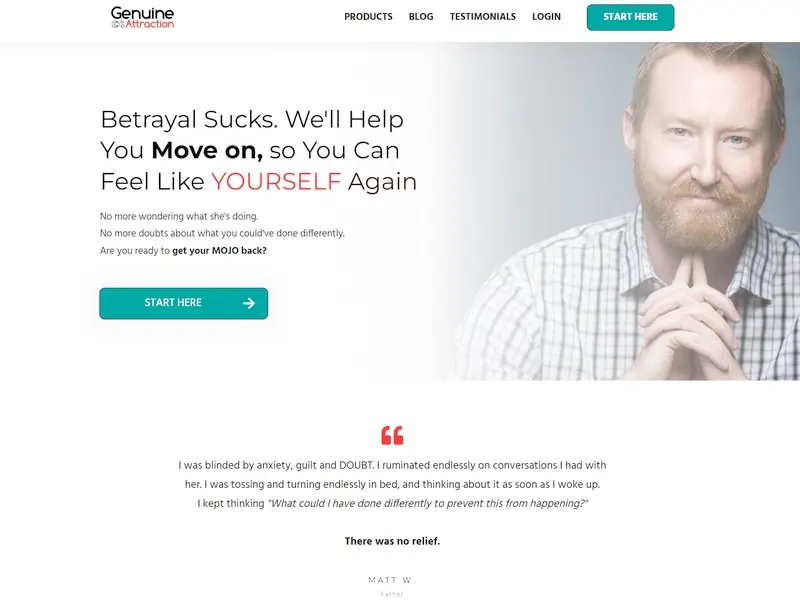 Genuine
Attraction
PRODUCTS BLOG TESTIMONIALS LOGIN START HERE
Betrayal Sucks. We'll Help
You Move on, so You Can
Feel Like YOURSELF Again
No more wondering what she's doing.
No more doubts about what you could've done differently.
Are you ready to get your MOJO back?
START HERE
I was blinded by anxiety, guilt and DOUBT. I ruminated endlessly on conversations I had with
her. I was tossing and turning endlessly in bed, and thinking about it as soon as I woke up.
I kept thinking "What could I have done differently to prevent this from happening?"
There was no relief.
MATT W.
Father